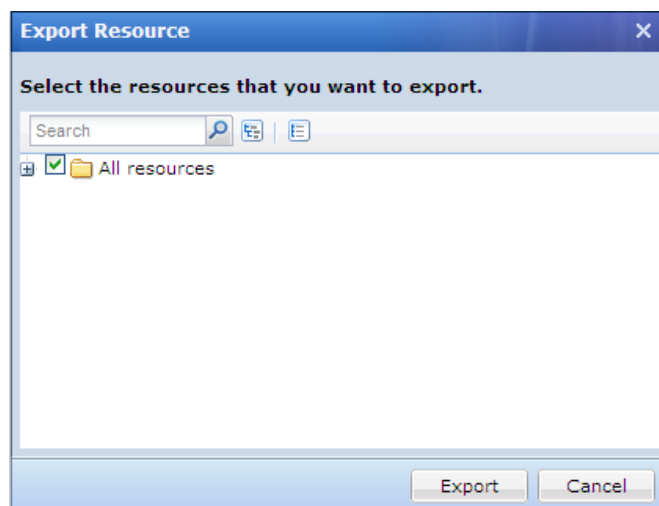 Export Resource
Select the resources that you want to export.
Search
All resources
Export Cancel